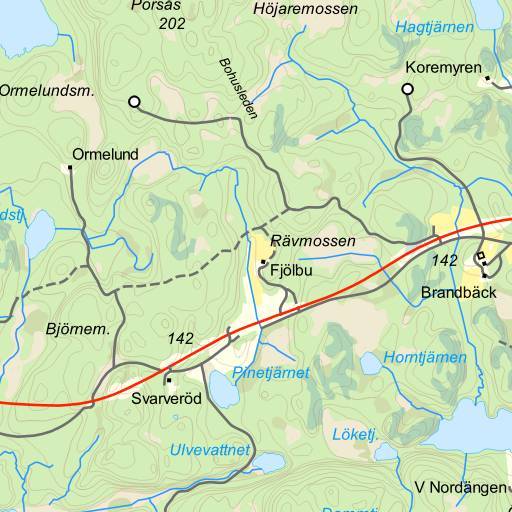 Porsås
202
Höjaremossen
Hagtjärnen
Bohusleden
Koremyren
Ormelundsm.
Ormelund
Rävmossen
142
Fjölbu
Brandbäck
Björnem.
142
Horntjärnen
Pinetjärnet
Svarveröd
Löketj.
Ulvevattnet
V Nordängen